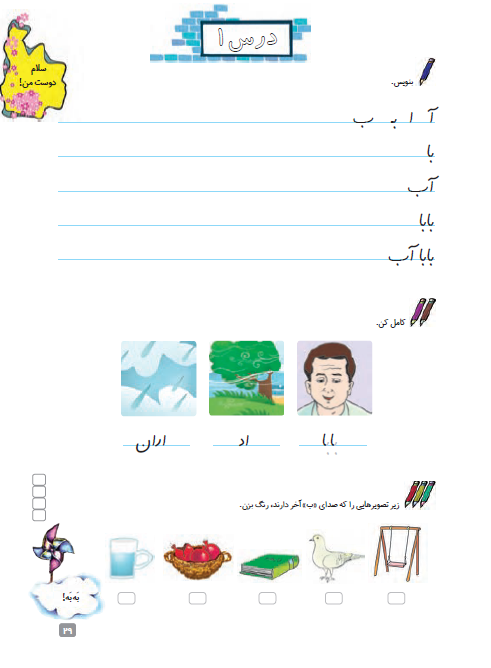 درس ۱
سلام
دوست من!
بنویس.
آ ا بـ ب
با
آب
بابا
بابا آب
کامل کن.
بابا
اد
اران
زیر تصویرهایی را که صدای «ب» آخر دارند، رنگ بزن.
بَه‌بَه!
۳۹